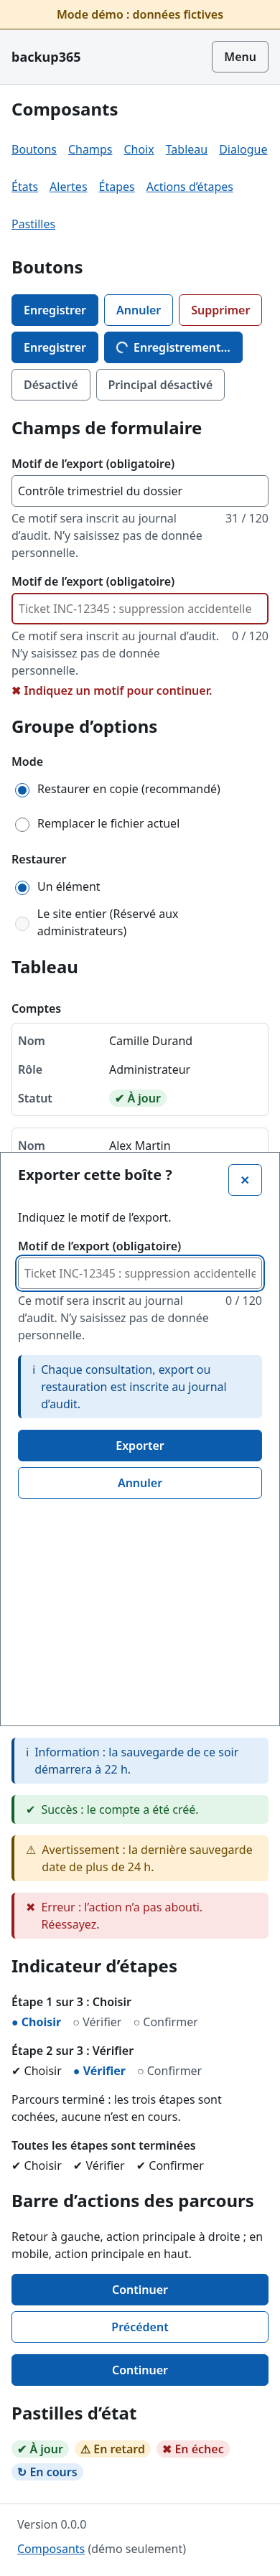 Mode démo : données fictives
backup365
Menu
Composants
Boutons Champs Choix Tableau Dialogue
États Alertes Étapes Actions d’étapes
Pastilles
Boutons
Enregistrer Annuler Supprimer
Enregistrer Enregistrement…
Désactivé Principal désactivé
Champs de formulaire
Motif de l’export (obligatoire)
Contrôle trimestriel du dossier
Ce motif sera inscrit au journal 31 / 120
d’audit. N’y saisissez pas de donnée
personnelle.
Motif de l’export (obligatoire)
Ticket INC-12345 : suppression accidentelle
Ce motif sera inscrit au journal d’audit. 0 / 120
N’y saisissez pas de donnée
personnelle.
✖ Indiquez un motif pour continuer.
Groupe d’options
Mode
Restaurer en copie (recommandé)
Remplacer le fichier actuel
Restaurer
Un élément
Le site entier (Réservé aux
administrateurs)
Tableau
Comptes
Nom Camille Durand
Rôle Administrateur
Statut ✔ À jour
Nom Alex Martin
Exporter cette boîte ? ✕
Indiquez le motif de l’export.
Motif de l’export (obligatoire)
Ticket INC-12345 : suppression accidentelle
Ce motif sera inscrit au journal 0 / 120
d’audit. N’y saisissez pas de donnée
personnelle.
i Chaque consultation, export ou
restauration est inscrite au journal
d’audit.
Exporter
Annuler
i Information : la sauvegarde de ce soir
démarrera à 22 h.
✔ Succès : le compte a été créé.
⚠ Avertissement : la dernière sauvegarde
date de plus de 24 h.
✖ Erreur : l’action n’a pas abouti.
Réessayez.
Indicateur d’étapes
Étape 1 sur 3 : Choisir
● Choisir ○ Vérifier ○ Confirmer
Étape 2 sur 3 : Vérifier
✔ Choisir ● Vérifier ○ Confirmer
Parcours terminé : les trois étapes sont
cochées, aucune n’est en cours.
Toutes les étapes sont terminées
✔ Choisir ✔ Vérifier ✔ Confirmer
Barre d’actions des parcours
Retour à gauche, action principale à droite ; en
mobile, action principale en haut.
Continuer
Précédent
Continuer
Pastilles d’état
✔ À jour ⚠ En retard ✖ En échec
↻ En cours
Version 0.0.0
Composants (démo seulement)